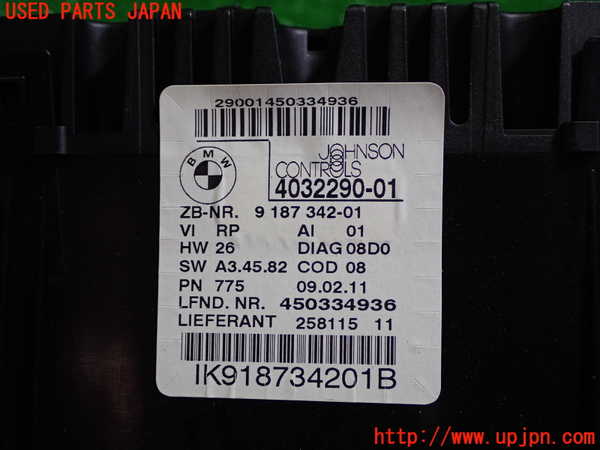 USED PARTS JAPAN
29001450334936
BMW
JOHNSON
CONTROLS
4032290-01
ZB-NR. 9 187 342-01
VI RP AI 01
HW 26 DIAG 08D0
SW A3.45.82 COD 08
PN 775 09.02.11
LFND. NR. 450334936
LIEFERANT 258115 11
IK918734201B
http://www.upjpn.com